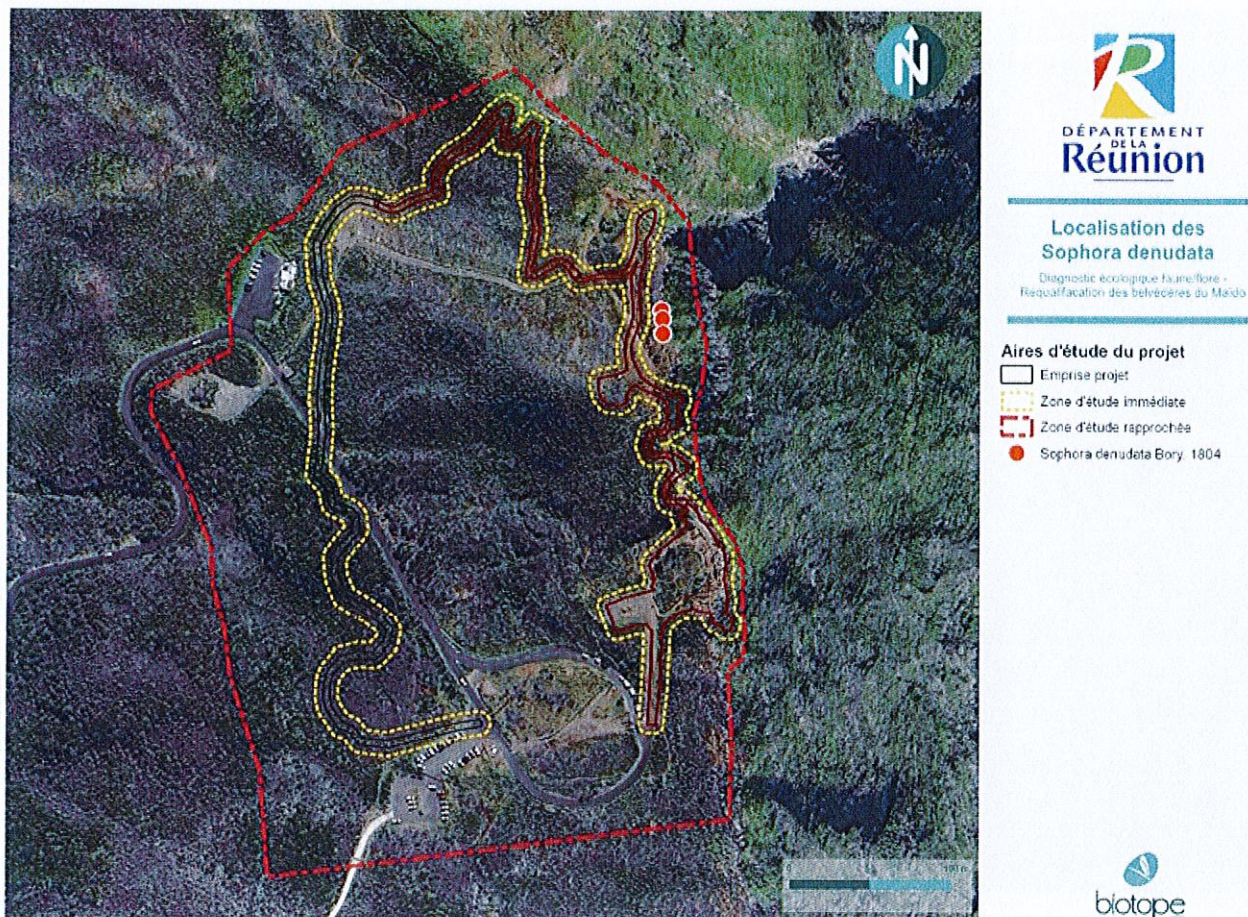 N
DÉPARTEMENT
DE LA
Réunion
Localisation des
Sophora denudata
Diagnostic écologique faune/flore -
Requalifacation des belvédères du Maïdo
Aires d'étude du projet
Emprise projet
Zone d'étude immédiate
Zone d'étude rapprochée
Sophora denudata Bory, 1804
biotope